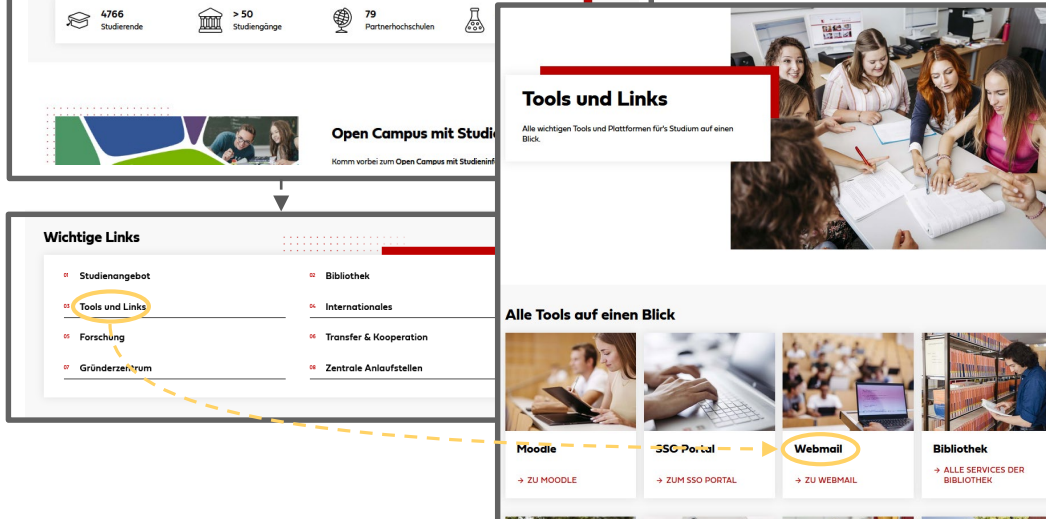 4766
Studierende
> 50
Studiengänge
79
Partnerhochschulen
Open Campus mit Studi
Komm vorbei zum Open Campus mit Studieninf
Wichtige Links
01 Studienangebot
02 Bibliothek
03 Tools und Links
04 Internationales
05 Forschung
06 Transfer & Kooperation
07 Gründerzentrum
08 Zentrale Anlaufstellen
Tools und Links
Alle wichtigen Tools und Plattformen für's Studium auf einen
Blick.
Alle Tools auf einen Blick
Moodle
→ ZU MOODLE
SSO Portal
→ ZUM SSO PORTAL
Webmail
→ ZU WEBMAIL
Bibliothek
→ ALLE SERVICES DER
BIBLIOTHEK